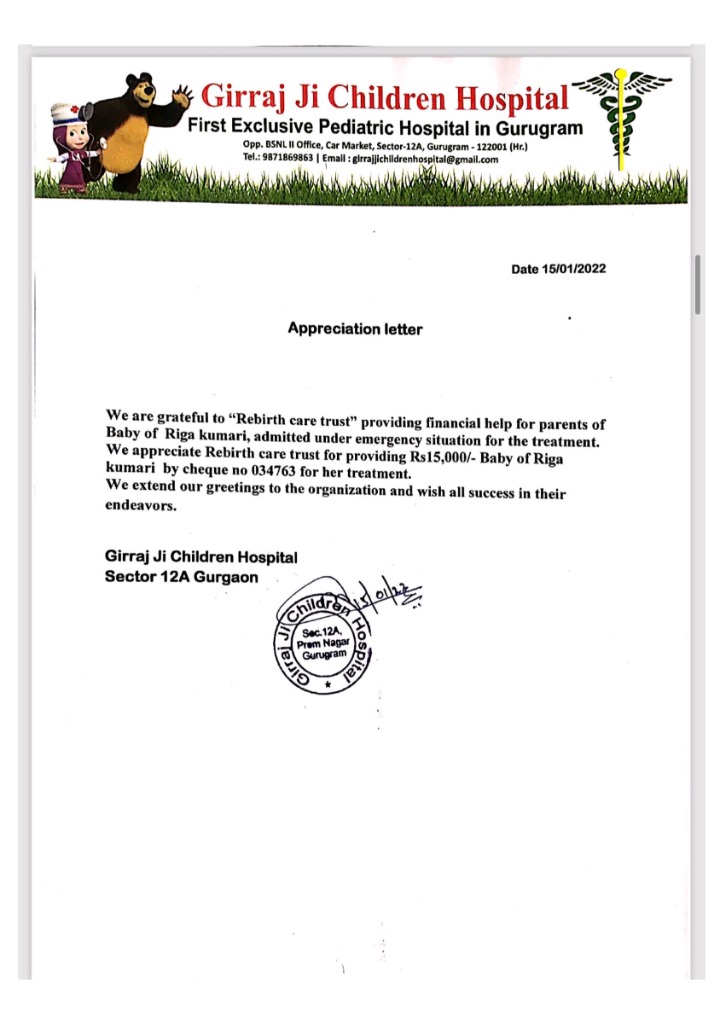 Girraj Ji Children Hospital
First Exclusive Pediatric Hospital in Gurugram
Opp. BSNL II Office, Car Market, Sector-12A, Gurugram - 122001 (Hr.)
Tel.: 9871869863 | Email : girrajjichildrenhospital@gmail.com
Date 15/01/2022
Appreciation letter
We are grateful to “Rebirth care trust” providing financial help for parents of
Baby of Riga kumari, admitted under emergency situation for the treatment.
We appreciate Rebirth care trust for providing Rs15,000/- Baby of Riga
kumari by cheque no 034763 for her treatment.
We extend our greetings to the organization and wish all success in their
endeavors.
Girraj Ji Children Hospital
Sector 12A Gurgaon
15/01/22
Girraj Ji Children Hospital
Sec.12A,
Prem Nagar
Gurugram